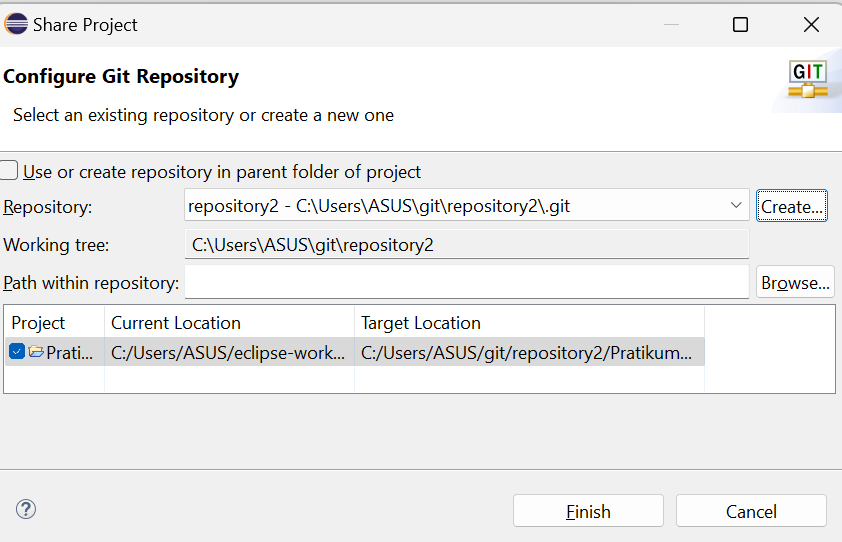 Share Project
Configure Git Repository
GIT
Select an existing repository or create a new one
Use or create repository in parent folder of project
Repository: repository2 - C:\Users\ASUS\git\repository2\.git Create...
Working tree: C:\Users\ASUS\git\repository2
Path within repository: Browse...
Project Current Location Target Location
Prati... C:/Users/ASUS/eclipse-work... C:/Users/ASUS/git/repository2/Pratikum...
? Finish Cancel